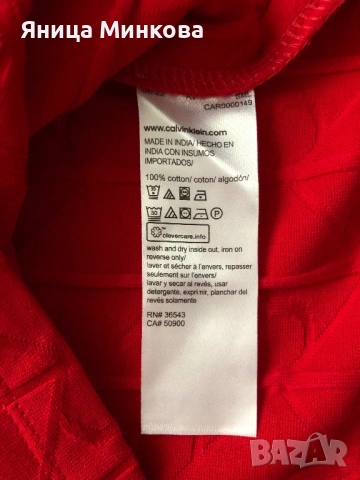 Яница Минкова
CAR0000149
www.calvinklein.com
MADE IN INDIA/ HECHO EN
INDIA CON INSUMOS
IMPORTADOS/
100% cotton/ coton/ algodón/
30 P
clevercare.info
wash and dry inside out, iron on
reverse only/
laver et sécher à l'envers, repasser
seulement sur l'envers/
lavar y secar al revés, usar
detergente, exprimir, planchar del
revés solamente
RN# 36543
CA# 50900
BAZAR